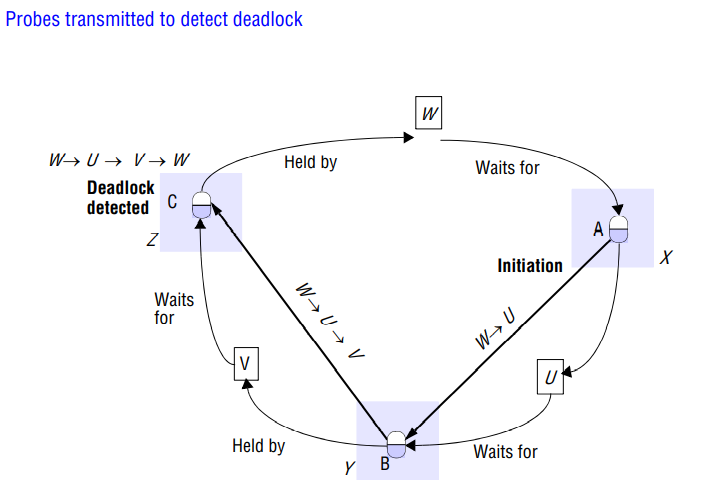 Probes transmitted to detect deadlock
W
W→ U → V → W
Held by
Waits for
Deadlock
detected
C
A
Z
X
Initiation
Waits
for
W→ U → V
W→ U
V
U
Held by
Waits for
Y
B